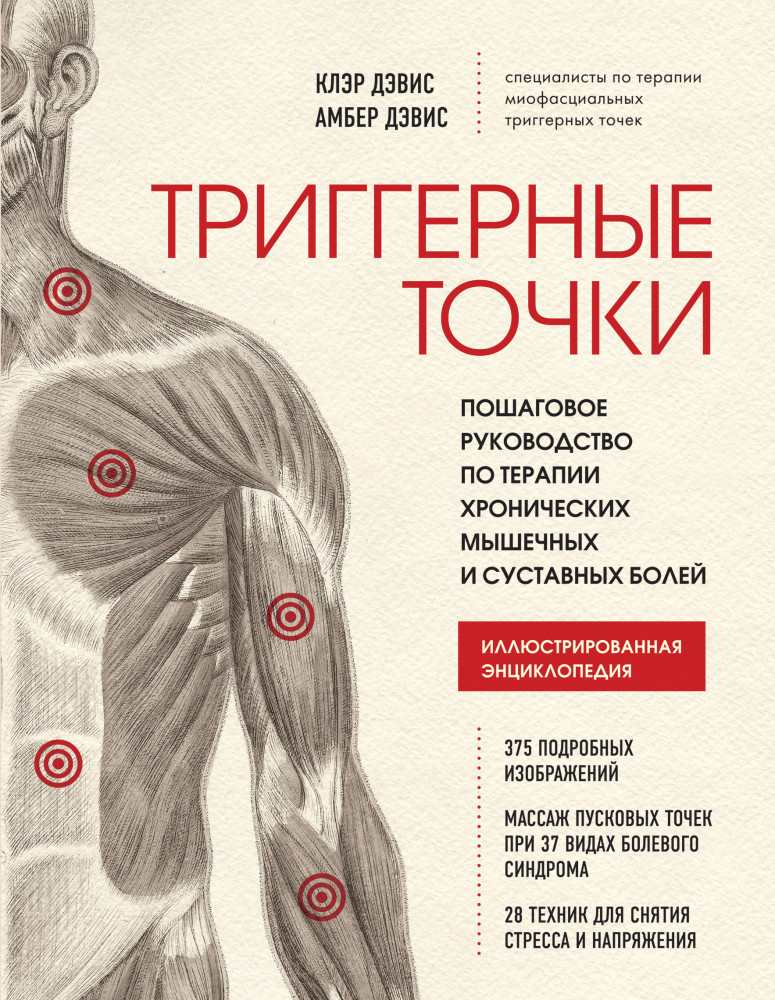 КЛЭР ДЭВИС
АМБЕР ДЭВИС
специалисты по терапии
миофасциальных
триггерных точек
ТРИГГЕРНЫЕ
ТОЧКИ
ПОШАГОВОЕ
РУКОВОДСТВО
ПО ТЕРАПИИ
ХРОНИЧЕСКИХ
МЫШЕЧНЫХ
И СУСТАВНЫХ БОЛЕЙ
ИЛЛЮСТРИРОВАННАЯ
ЭНЦИКЛОПЕДИЯ
375 ПОДРОБНЫХ
ИЗОБРАЖЕНИЙ
МАССАЖ ПУСКОВЫХ ТОЧЕК
ПРИ 37 ВИДАХ БОЛЕВОГО
СИНДРОМА
28 ТЕХНИК ДЛЯ СНЯТИЯ
СТРЕССА И НАПРЯЖЕНИЯ